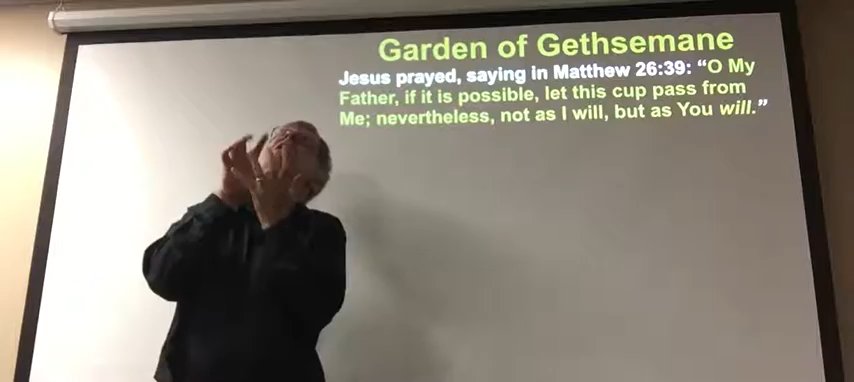 Garden of Gethsemane
Jesus prayed, saying in Matthew 26:39: “O My
Father, if it is possible, let this cup pass from
Me; nevertheless, not as I will, but as You will.”